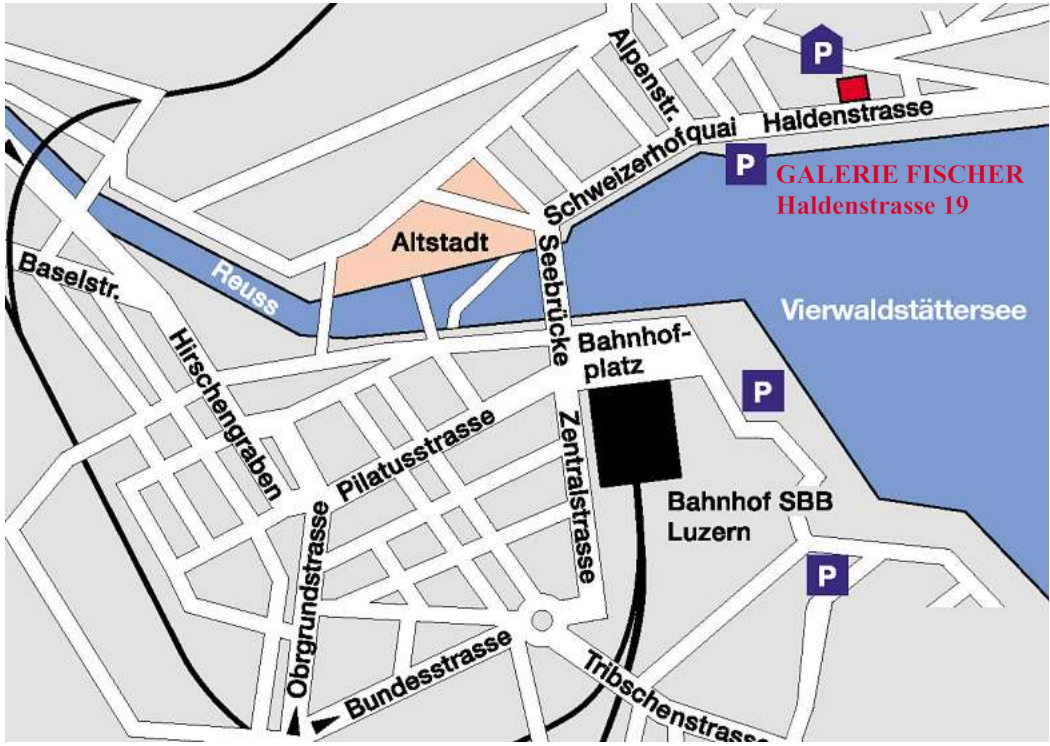 P
Alpenstr.
Haldenstrasse
Schweizerhofquai
P
GALERIE FISCHER
Haldenstrasse 19
Altstadt
Seebrücke
Reuss
Baselstr.
Vierwaldstättersee
Bahnhof-
platz
Hirschengraben
P
Pilatusstrasse
Zentralstrasse
Bahnhof SBB
Luzern
Obrgrundstrasse
P
Bundesstrasse
Tribschenstrasse